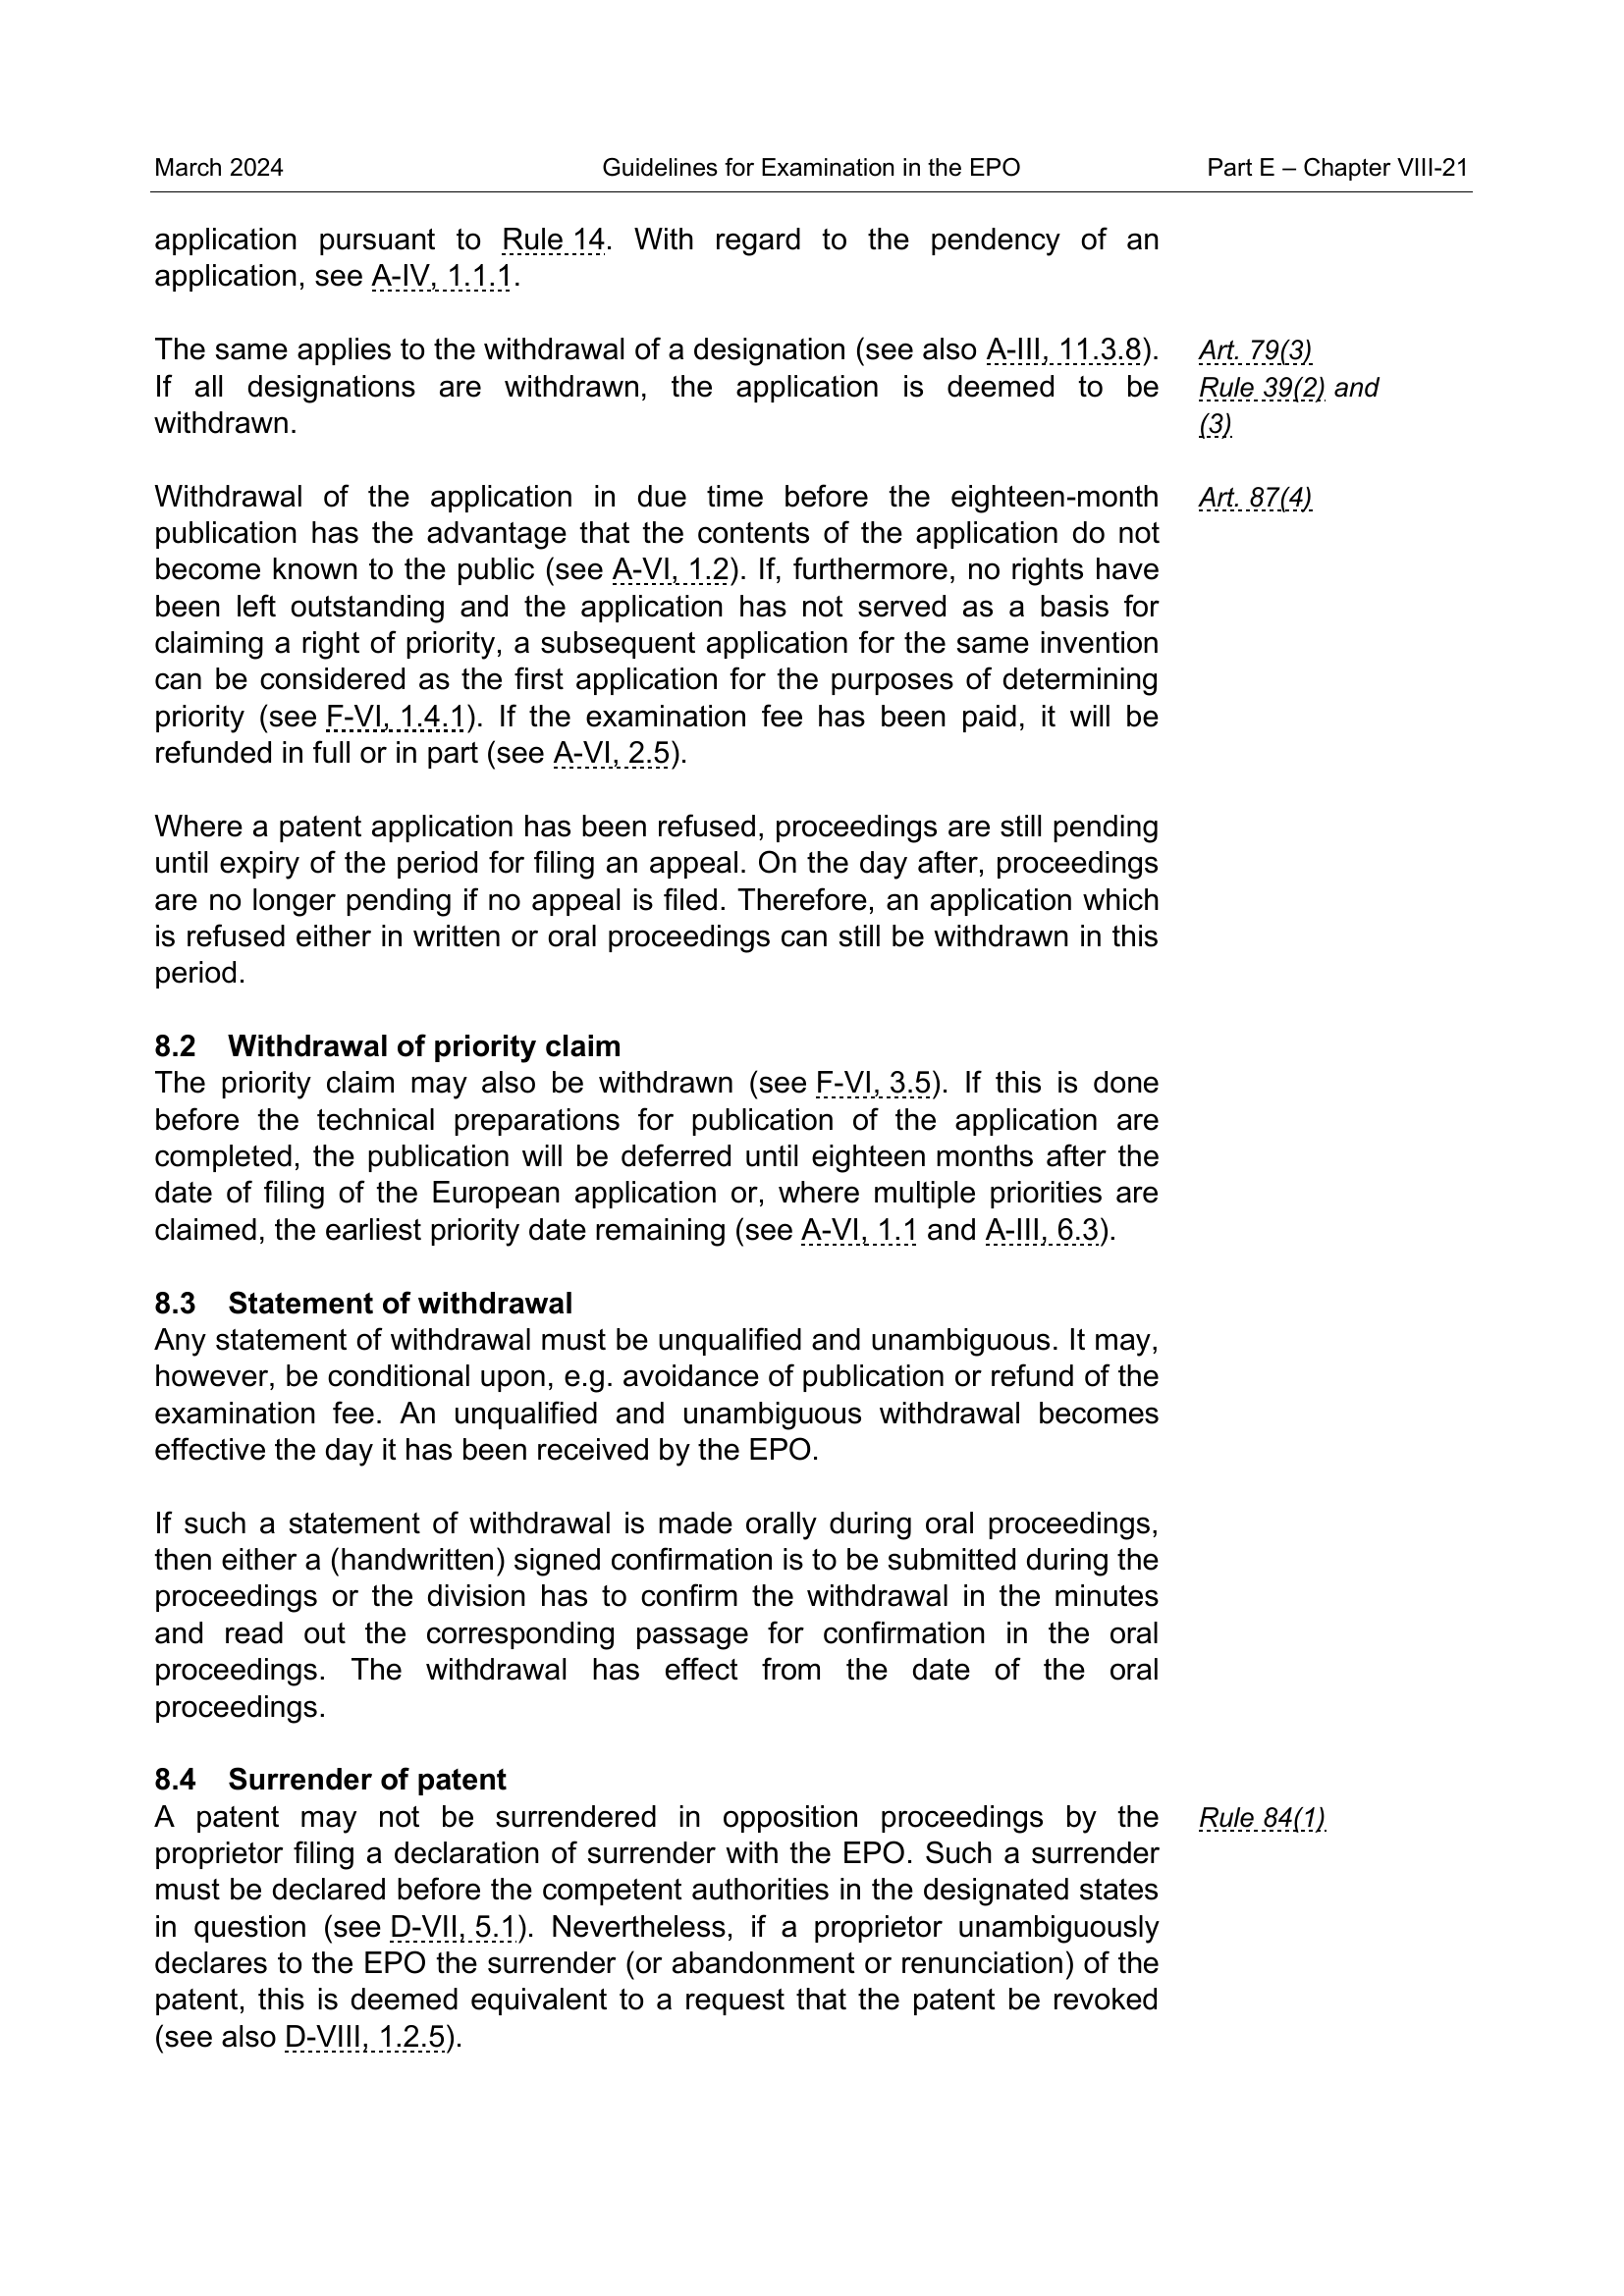 March 2024 Guidelines for Examination in the EPO Part E – Chapter VIII-21
application pursuant to Rule 14. With regard to the pendency of an
application, see A-IV, 1.1.1.
The same applies to the withdrawal of a designation (see also A-III, 11.3.8).
If all designations are withdrawn, the application is deemed to be
withdrawn.
Art. 79(3)
Rule 39(2) and
(3)
Withdrawal of the application in due time before the eighteen-month
publication has the advantage that the contents of the application do not
become known to the public (see A-VI, 1.2). If, furthermore, no rights have
been left outstanding and the application has not served as a basis for
claiming a right of priority, a subsequent application for the same invention
can be considered as the first application for the purposes of determining
priority (see F-VI, 1.4.1). If the examination fee has been paid, it will be
refunded in full or in part (see A-VI, 2.5).
Art. 87(4)
Where a patent application has been refused, proceedings are still pending
until expiry of the period for filing an appeal. On the day after, proceedings
are no longer pending if no appeal is filed. Therefore, an application which
is refused either in written or oral proceedings can still be withdrawn in this
period.
8.2 Withdrawal of priority claim
The priority claim may also be withdrawn (see F-VI, 3.5). If this is done
before the technical preparations for publication of the application are
completed, the publication will be deferred until eighteen months after the
date of filing of the European application or, where multiple priorities are
claimed, the earliest priority date remaining (see A-VI, 1.1 and A-III, 6.3).
8.3 Statement of withdrawal
Any statement of withdrawal must be unqualified and unambiguous. It may,
however, be conditional upon, e.g. avoidance of publication or refund of the
examination fee. An unqualified and unambiguous withdrawal becomes
effective the day it has been received by the EPO.
If such a statement of withdrawal is made orally during oral proceedings,
then either a (handwritten) signed confirmation is to be submitted during the
proceedings or the division has to confirm the withdrawal in the minutes
and read out the corresponding passage for confirmation in the oral
proceedings. The withdrawal has effect from the date of the oral
proceedings.
8.4 Surrender of patent
A patent may not be surrendered in opposition proceedings by the
proprietor filing a declaration of surrender with the EPO. Such a surrender
must be declared before the competent authorities in the designated states
in question (see D-VII, 5.1). Nevertheless, if a proprietor unambiguously
declares to the EPO the surrender (or abandonment or renunciation) of the
patent, this is deemed equivalent to a request that the patent be revoked
(see also D-VIII, 1.2.5).
Rule 84(1)